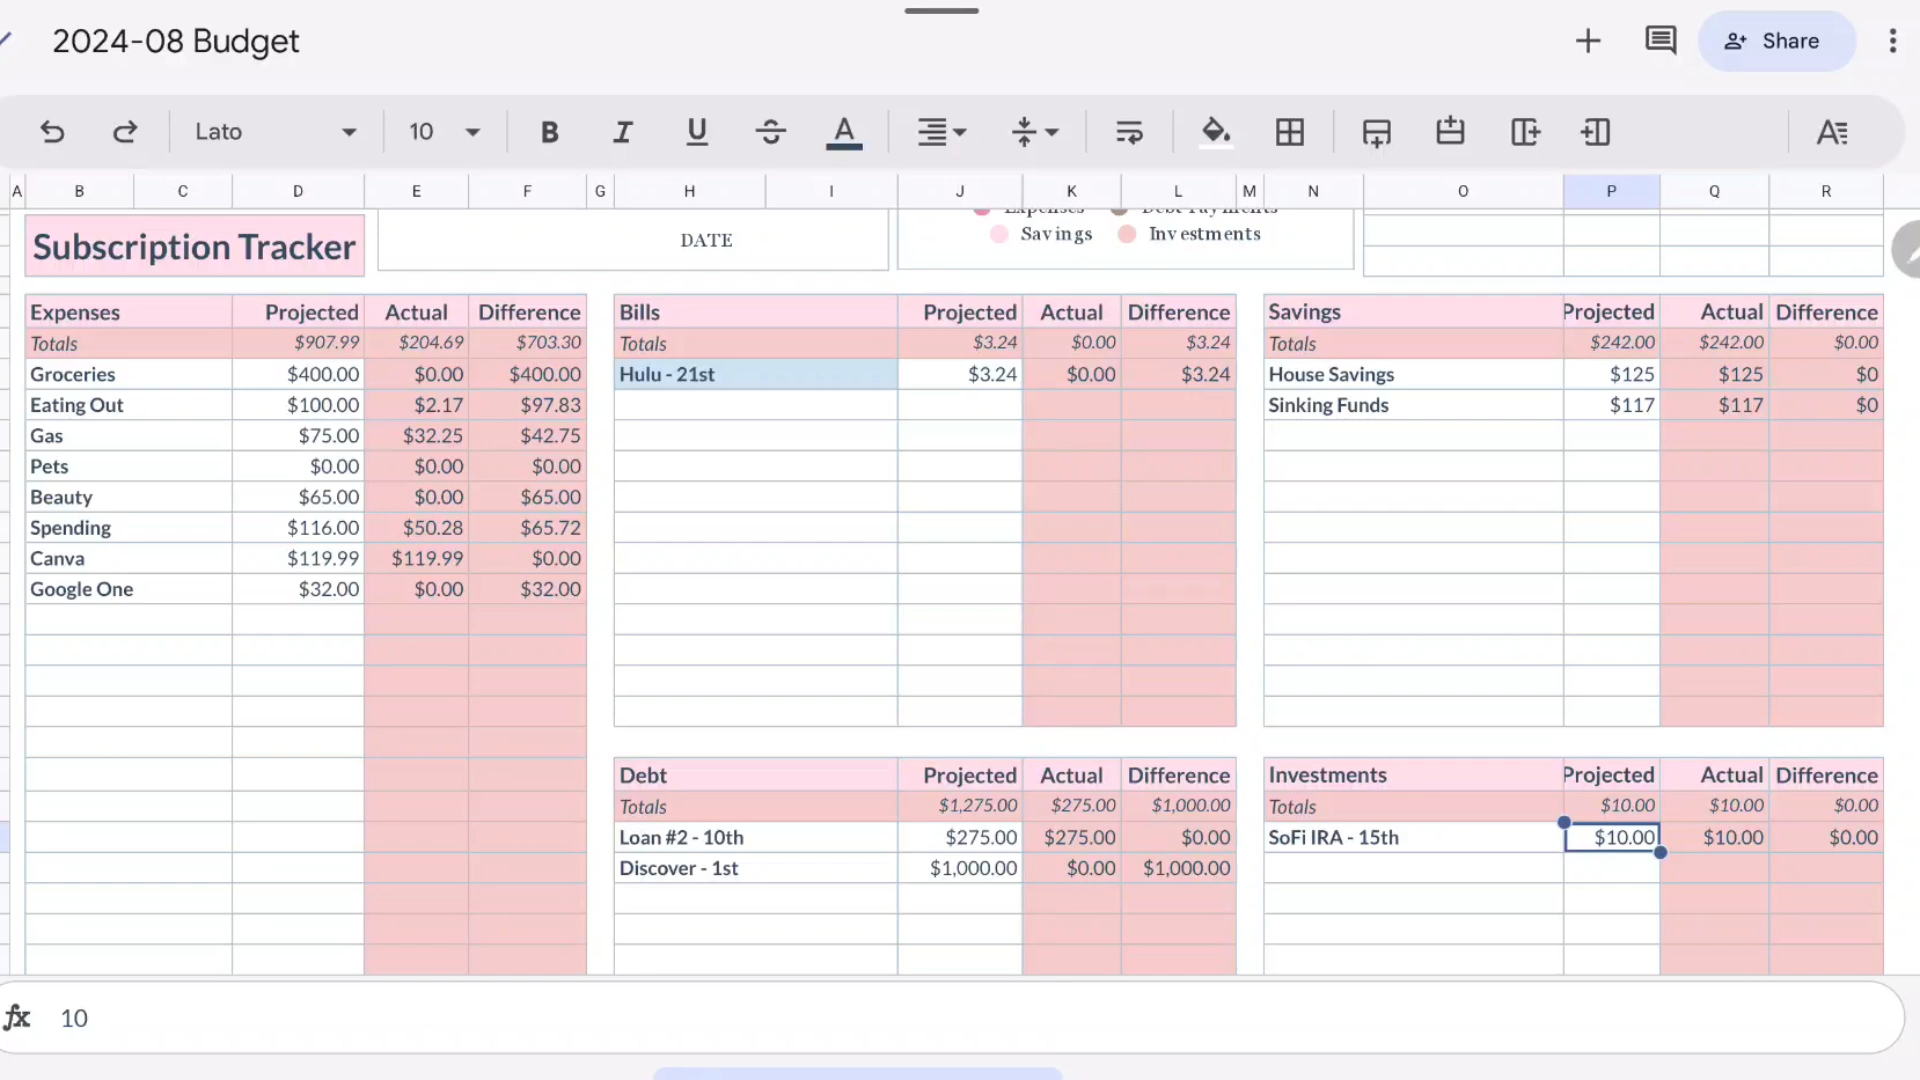 2024-08 Budget
Share
Lato
10
B I U A
A B C D E F G H I J K L M N O P Q R
Subscription Tracker
DATE
Expenses Debt Payments
Savings Investments
Expenses Projected Actual Difference
Totals $907.99 $204.69 $703.30
Groceries $400.00 $0.00 $400.00
Eating Out $100.00 $2.17 $97.83
Gas $75.00 $32.25 $42.75
Pets $0.00 $0.00 $0.00
Beauty $65.00 $0.00 $65.00
Spending $116.00 $50.28 $65.72
Canva $119.99 $119.99 $0.00
Google One $32.00 $0.00 $32.00
Bills Projected Actual Difference
Totals $3.24 $0.00 $3.24
Hulu - 21st $3.24 $0.00 $3.24
Savings Projected Actual Difference
Totals $242.00 $242.00 $0.00
House Savings $125 $125 $0
Sinking Funds $117 $117 $0
Debt Projected Actual Difference
Totals $1,275.00 $275.00 $1,000.00
Loan #2 - 10th $275.00 $275.00 $0.00
Discover - 1st $1,000.00 $0.00 $1,000.00
Investments Projected Actual Difference
Totals $10.00 $10.00 $0.00
SoFi IRA - 15th $10.00 $10.00 $0.00
fx 10